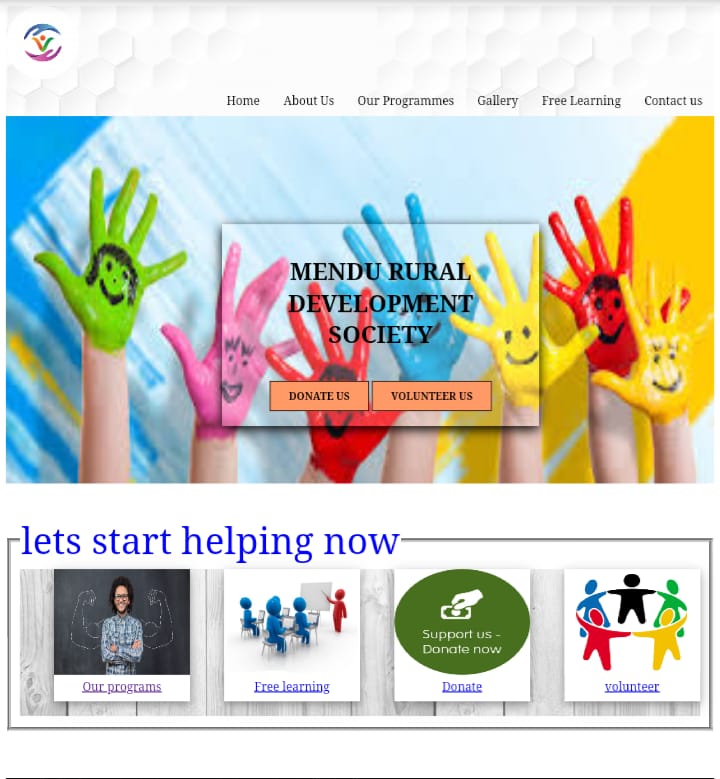 Home About Us Our Programmes Gallery Free Learning Contact us
MENDU RURAL
DEVELOPMENT
SOCIETY
DONATE US VOLUNTEER US
lets start helping now
Support us -
Donate now
Our programs Free learning Donate volunteer